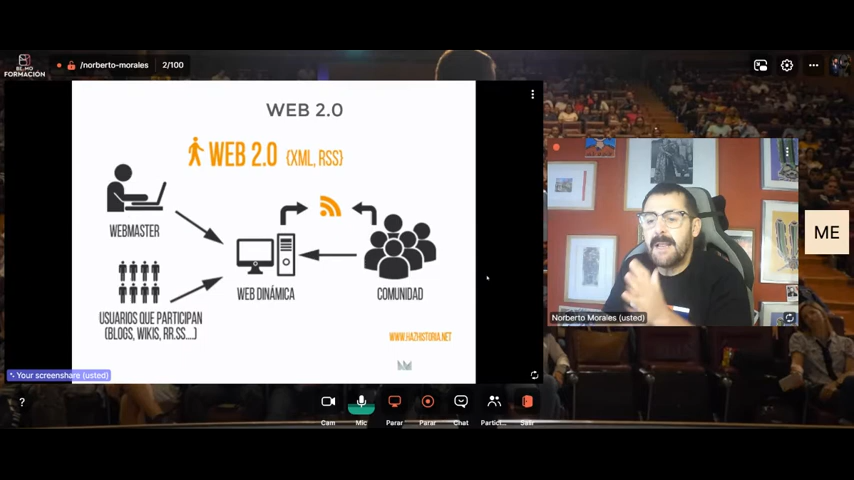 BEMO
FORMACIÓN
/norberto-morales
2/100
WEB 2.0
WEB 2.0 (XML, RSS)
WEBMASTER
WEB DINÁMICA
COMUNIDAD
USUARIOS QUE PARTICIPAN
(BLOGS, WIKIS, RR.SS....)
WWW.HAZHISTORIA.NET
Norberto Morales (usted)
ME
Your screenshare (usted)
?
Cam
Mic
Parar
Parar
Chat
Partici...
Salir